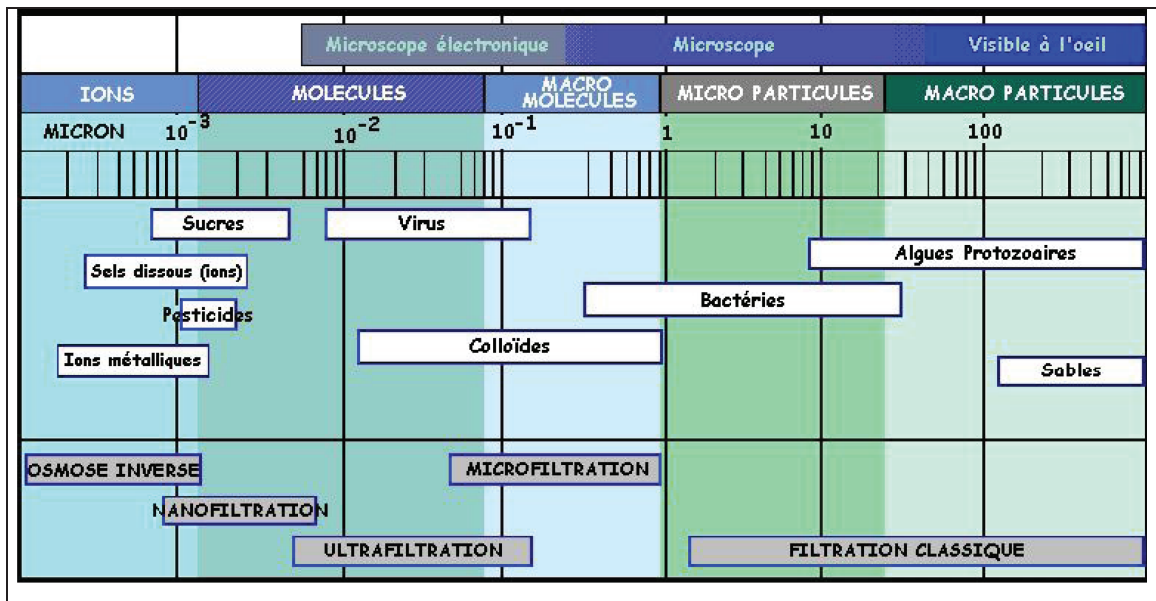 Microscope électronique Microscope Visible à l'oeil
IONS MOLECULES MACRO MOLECULES MICRO PARTICULES MACRO PARTICULES
MICRON 10⁻³ 10⁻² 10⁻¹ 1 10 100
Sucres Virus
Algues Protozoaires
Sels dissous (ions)
Bactéries
Pesticides
Colloïdes
Ions métalliques
Sables
OSMOSE INVERSE MICROFILTRATION
NANOFILTRATION
ULTRAFILTRATION FILTRATION CLASSIQUE